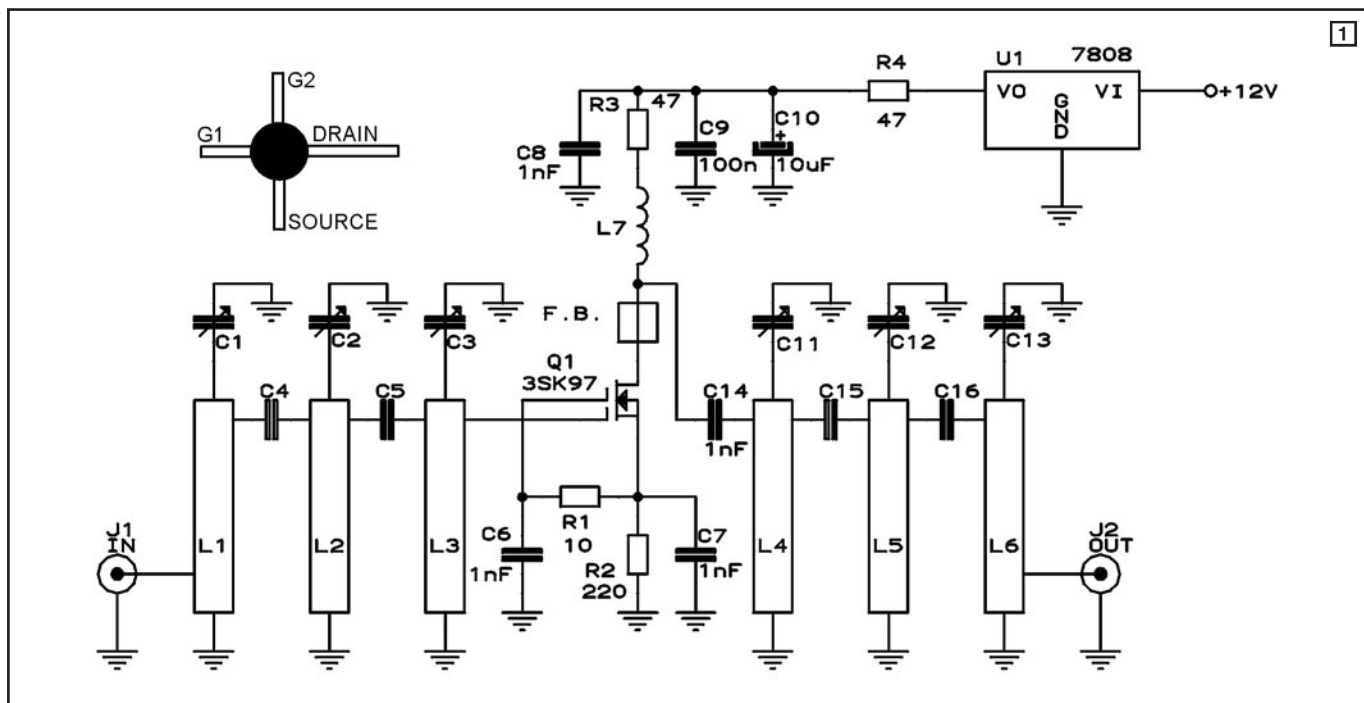 1
G2
G1
DRAIN
SOURCE
R3
47
C8
1nF
C9
100n
C10
+
10uF
R4
47
U1
7808
VO
GND
VI
+12V
L7
F.B.
C1
C2
C3
C11
C12
C13
Q1
3SK97
C4
C5
C14
1nF
C15
C16
J1
IN
L1
L2
L3
C6
1nF
R1
10
R2
220
C7
1nF
L4
L5
L6
J2
OUT